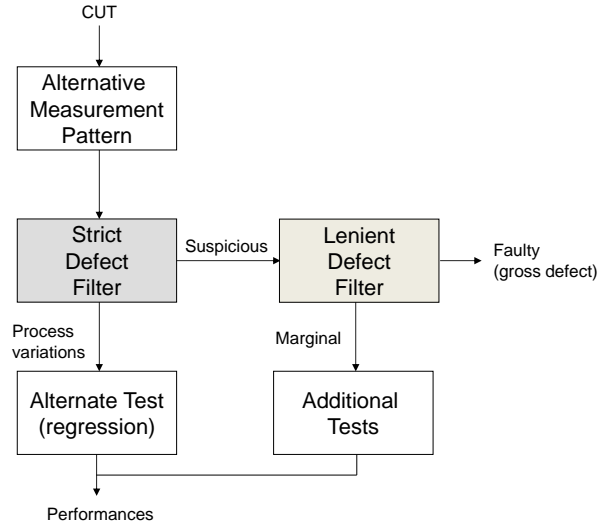 CUT
Alternative
Measurement
Pattern
Strict
Defect
Filter
Suspicious
Lenient
Defect
Filter
Faulty
(gross defect)
Process
variations
Marginal
Alternate Test
(regression)
Additional
Tests
Performances